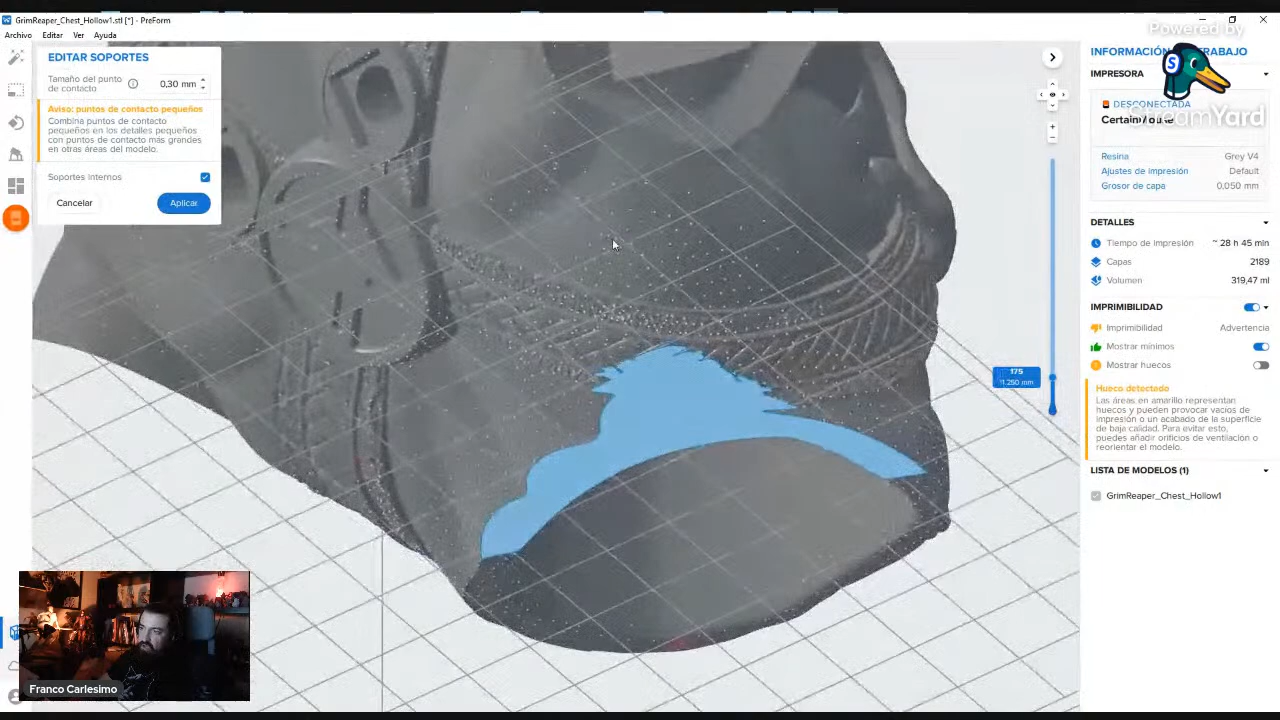 GrimReaper_Chest_Hollow1.stl [*] - PreForm
Archivo Editar Ver Ayuda
Powered by
EDITAR SOPORTES
Tamaño del punto
de contacto
0,30 mm
Aviso: puntos de contacto pequeños
Combina puntos de contacto
pequeños en los detalles pequeños
con puntos de contacto más grandes
en otras áreas del modelo.
Soportes internos
Cancelar
Aplicar
INFORMACIÓN TRABAJO
IMPRESORA
S
DESCONECTADA
StreamYard
Resina Grey V4
Ajustes de impresión Default
Grosor de capa 0.050 mm
DETALLES
Tiempo de impresión ~ 28 h 45 min
Capas 2189
Volumen 319,47 ml
IMPRIMIBILIDAD
Imprimibilidad Advertencia
Mostrar mínimos
Mostrar huecos
Hueco detectado
Las áreas en amarillo representan
huecos y pueden provocar vacíos de
impresión o un acabado de la superficie
de baja calidad. Para evitar esto,
puedes añadir orificios de ventilación o
reorientar el modelo.
LISTA DE MODELOS (1)
GrimReaper_Chest_Hollow1
175
Franco Carlesimo